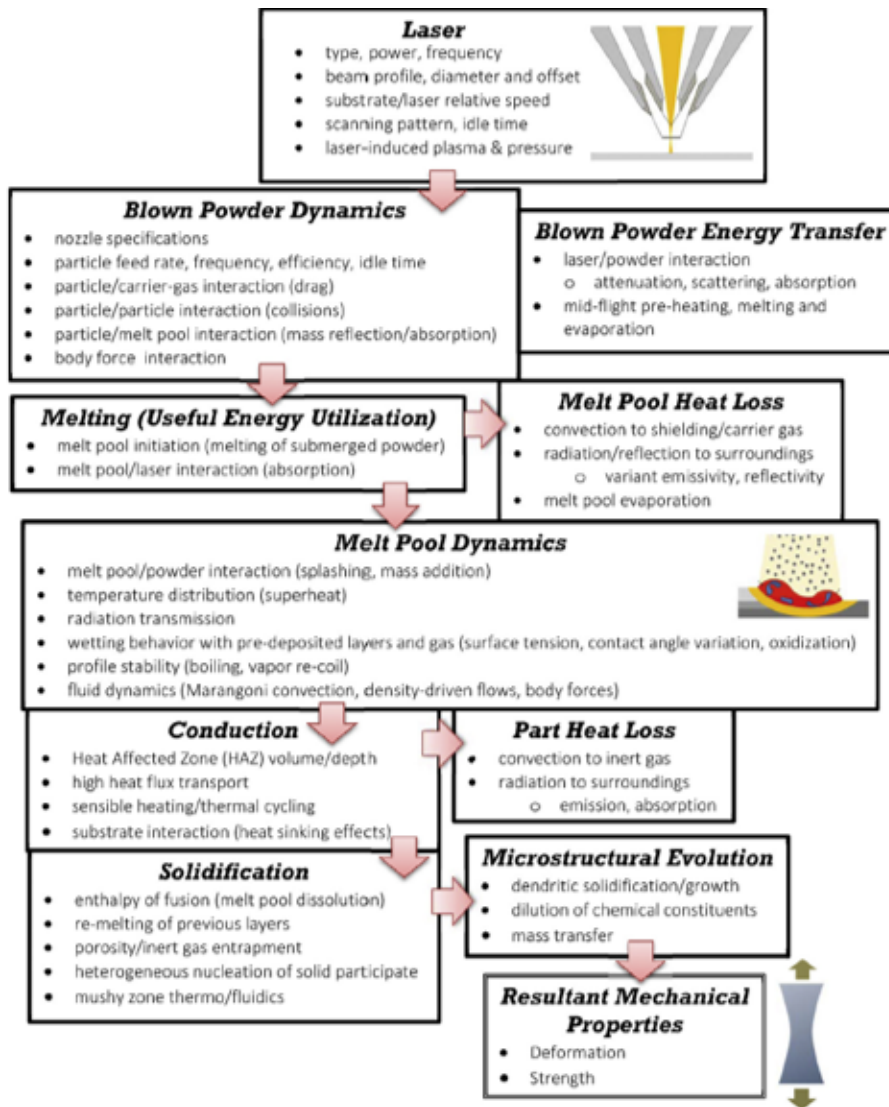 Laser
• type, power, frequency
• beam profile, diameter and offset
• substrate/laser relative speed
• scanning pattern, idle time
• laser-induced plasma & pressure
Blown Powder Dynamics
• nozzle specifications
• particle feed rate, frequency, efficiency, idle time
• particle/carrier-gas interaction (drag)
• particle/particle interaction (collisions)
• particle/melt pool interaction (mass reflection/absorption)
• body force interaction
Blown Powder Energy Transfer
• laser/powder interaction
o attenuation, scattering, absorption
• mid-flight pre-heating, melting and
evaporation
Melting (Useful Energy Utilization)
• melt pool initiation (melting of submerged powder)
• melt pool/laser interaction (absorption)
Melt Pool Heat Loss
• convection to shielding/carrier gas
• radiation/reflection to surroundings
o variant emissivity, reflectivity
• melt pool evaporation
Melt Pool Dynamics
• melt pool/powder interaction (splashing, mass addition)
• temperature distribution (superheat)
• radiation transmission
• wetting behavior with pre-deposited layers and gas (surface tension, contact angle variation, oxidization)
• profile stability (boiling, vapor re-coil)
• fluid dynamics (Marangoni convection, density-driven flows, body forces)
Conduction
• Heat Affected Zone (HAZ) volume/depth
• high heat flux transport
• sensible heating/thermal cycling
• substrate interaction (heat sinking effects)
Part Heat Loss
• convection to inert gas
• radiation to surroundings
o emission, absorption
Solidification
• enthalpy of fusion (melt pool dissolution)
• re-melting of previous layers
• porosity/inert gas entrapment
• heterogeneous nucleation of solid participate
• mushy zone thermo/fluidics
Microstructural Evolution
• dendritic solidification/growth
• dilution of chemical constituents
• mass transfer
Resultant Mechanical
Properties
• Deformation
• Strength